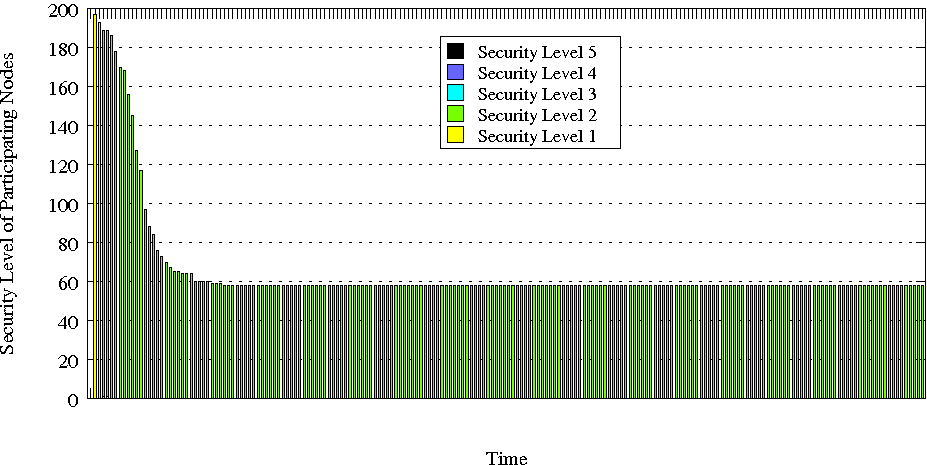 200
180
160
140
120
100
80
60
40
20
0
Security Level of Participating Nodes
Security Level 5
Security Level 4
Security Level 3
Security Level 2
Security Level 1
Time